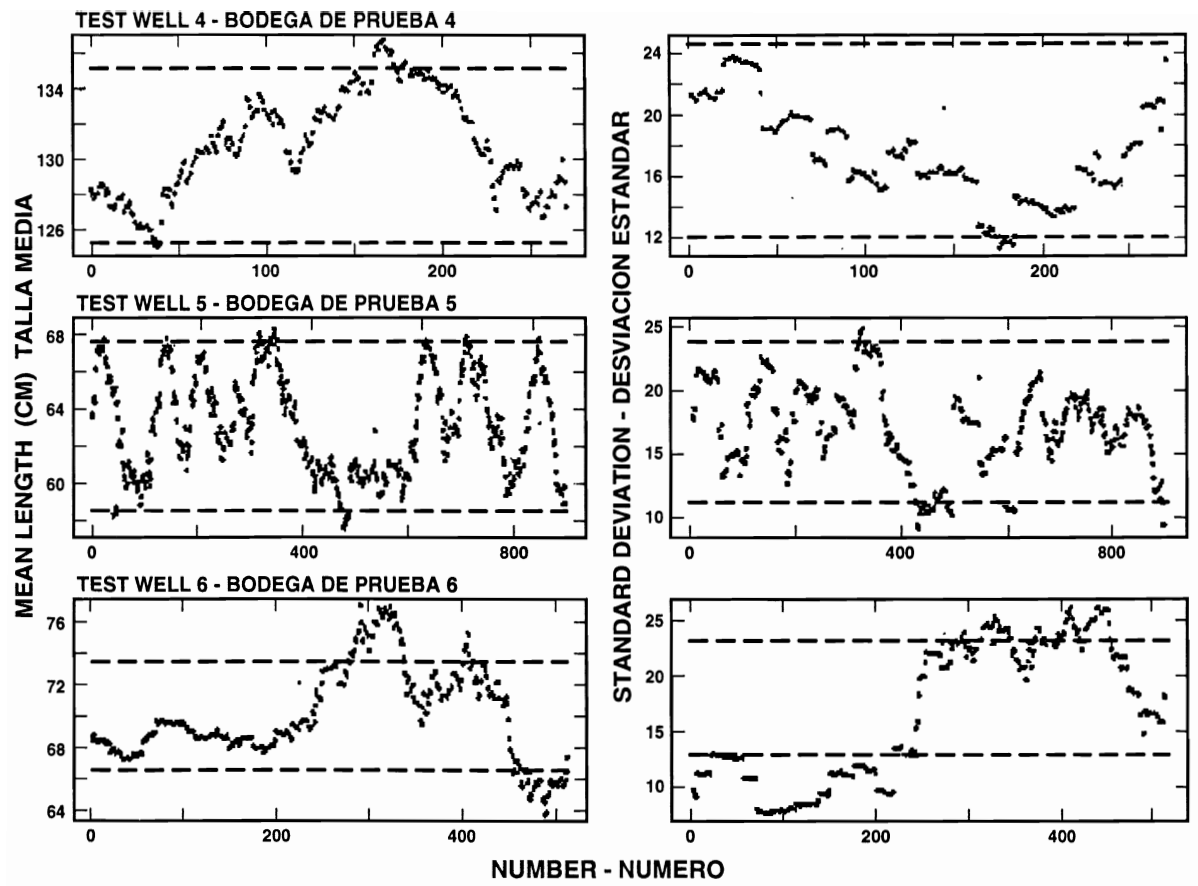 TEST WELL 4 - BODEGA DE PRUEBA 4
134
130
126
0 100 200
24
20
16
12
0 100 200
TEST WELL 5 - BODEGA DE PRUEBA 5
68
64
60
0 400 800
25
20
15
10
0 400 800
TEST WELL 6 - BODEGA DE PRUEBA 6
76
72
68
64
0 200 400
25
20
15
10
0 200 400
MEAN LENGTH (CM) TALLA MEDIA
STANDARD DEVIATION - DESVIACION ESTANDAR
NUMBER - NUMERO